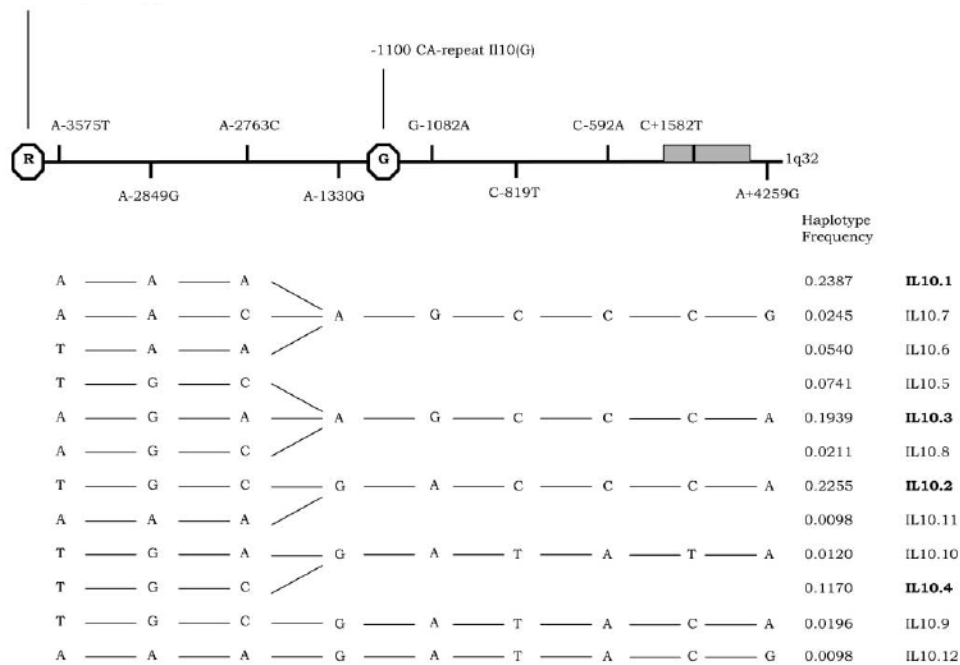 -1100 CA-repeat Il10(G)
A-3575T A-2763C G-1082A C-592A C+1582T
R G 1q32
A-2849G A-1330G C-819T A+4259G
Haplotype
Frequency
A A A 0.2387 IL10.1
A A C A G C C C G 0.0245 IL10.7
T A A 0.0540 IL10.6
T G C 0.0741 IL10.5
A G A A G C C C A 0.1939 IL10.3
A G C 0.0211 IL10.8
T G C G A C C C A 0.2255 IL10.2
A A A 0.0098 IL10.11
T G A G A T A T A 0.0120 IL10.10
T G C 0.1170 IL10.4
T G C G A T A C A 0.0196 IL10.9
A A A G A T A C G 0.0098 IL10.12